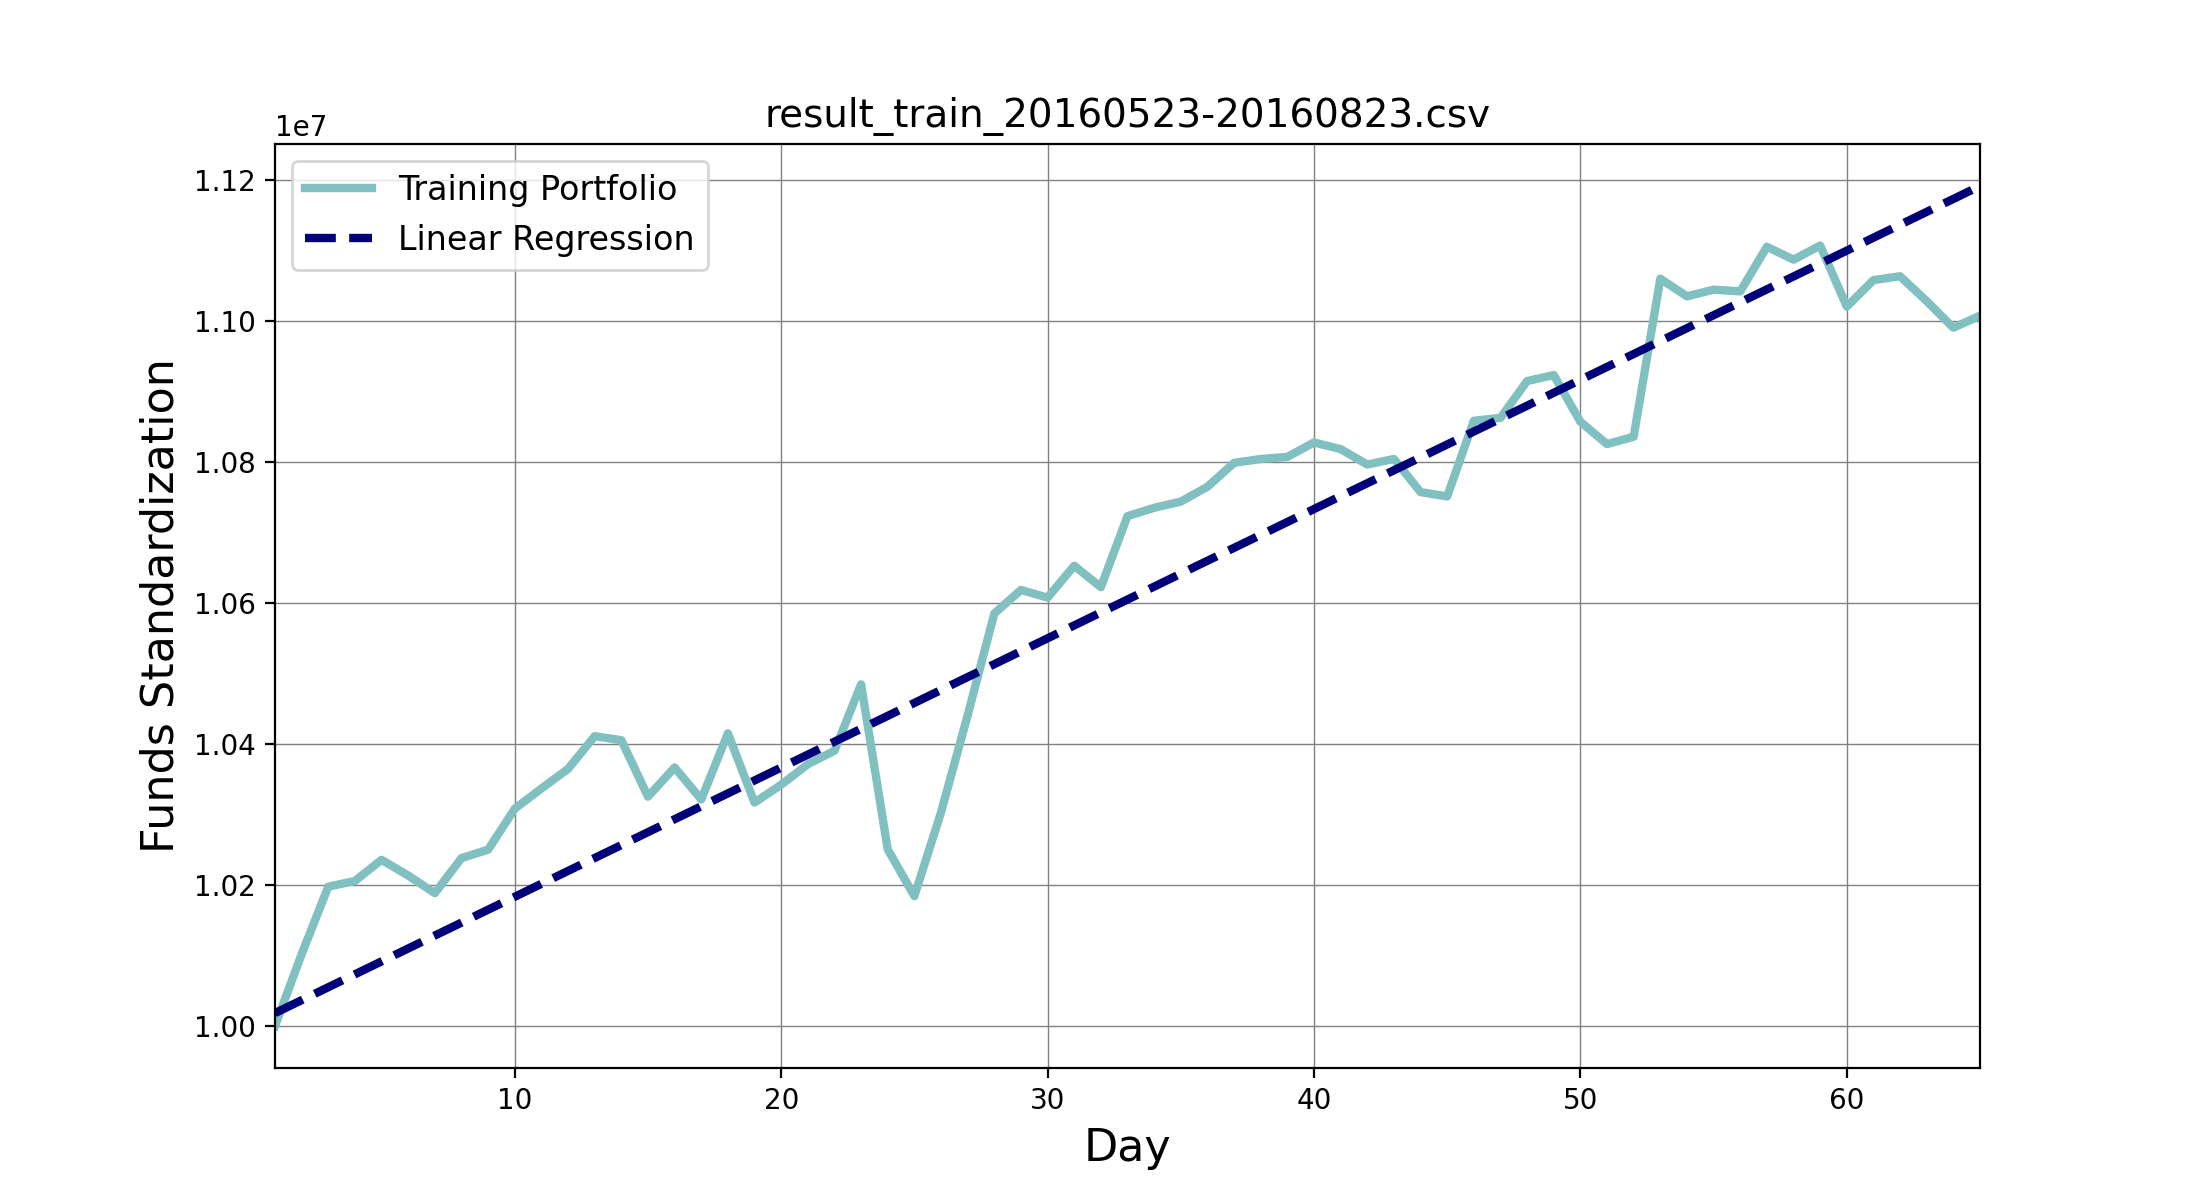 result_train_20160523-20160823.csv
1e7
Training Portfolio
Linear Regression
1.12
1.10
1.08
1.06
1.04
1.02
1.00
Funds Standardization
10 20 30 40 50 60
Day